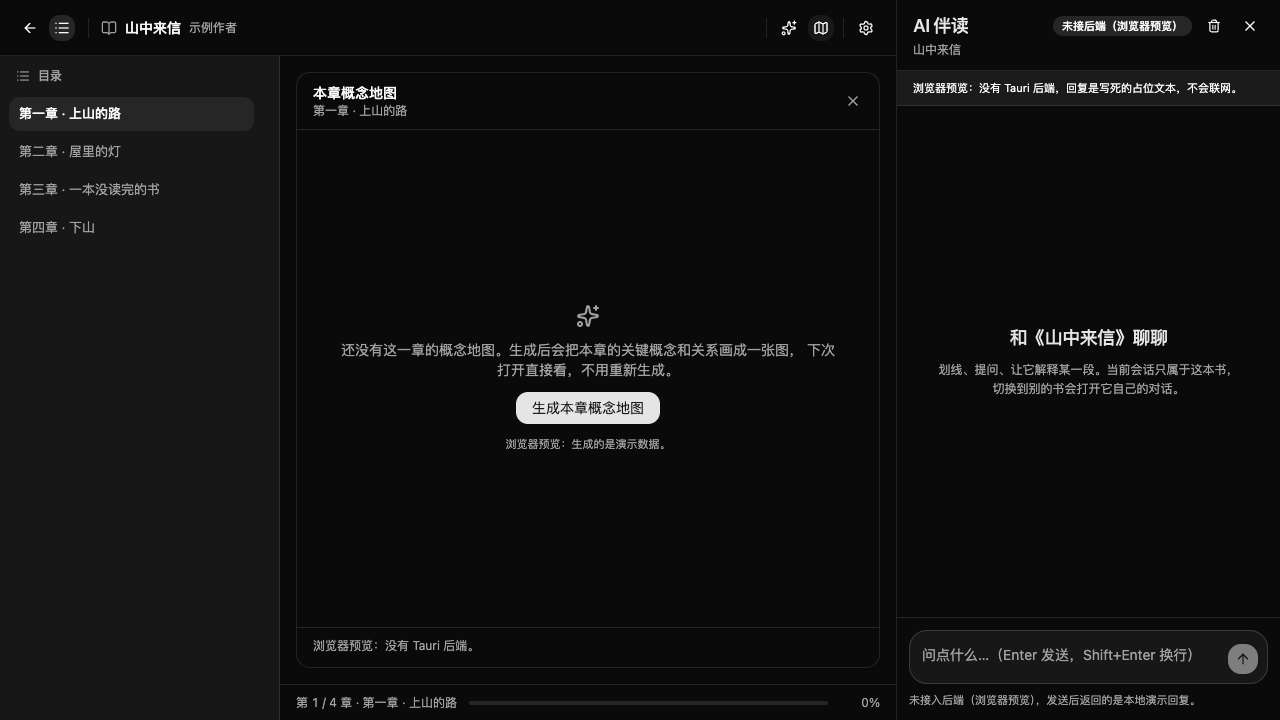 山中来信 示例作者
目录
第一章 · 上山的路
第二章 · 屋里的灯
第三章 · 一本没读完的书
第四章 · 下山
本章概念地图
第一章 · 上山的路
还没有这一章的概念地图。生成后会把本章的关键概念和关系画成一张图， 下次
打开直接看，不用重新生成。
生成本章概念地图
浏览器预览：生成的是演示数据。
浏览器预览：没有 Tauri 后端。
第 1 / 4 章 · 第一章 · 上山的路 0%
AI 伴读 未接后端（浏览器预览）
山中来信
浏览器预览：没有 Tauri 后端，回复是写死的占位文本，不会联网。
和《山中来信》聊聊
划线、提问、让它解释某一段。当前会话只属于这本书，
切换到别的书会打开它自己的对话。
问点什么…（Enter 发送，Shift+Enter 换行）
未接入后端（浏览器预览），发送后返回的是本地演示回复。